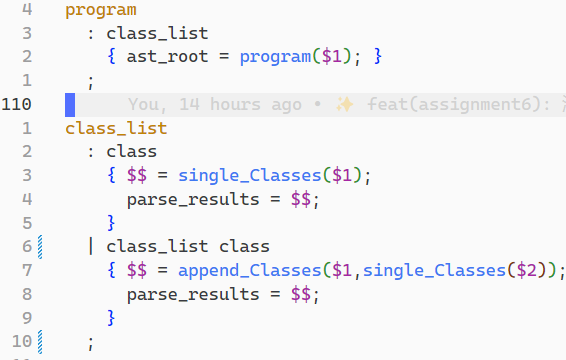 4 program
3   : class_list
2     { ast_root = program($1); }
1   ;
110 You, 14 hours ago • ✨ feat(assignment6):
1 class_list
2   : class
3     { $$ = single_Classes($1);
4       parse_results = $$;
5     }
6   | class_list class
7     { $$ = append_Classes($1,single_Classes($2));
8       parse_results = $$;
9     }
10   ;